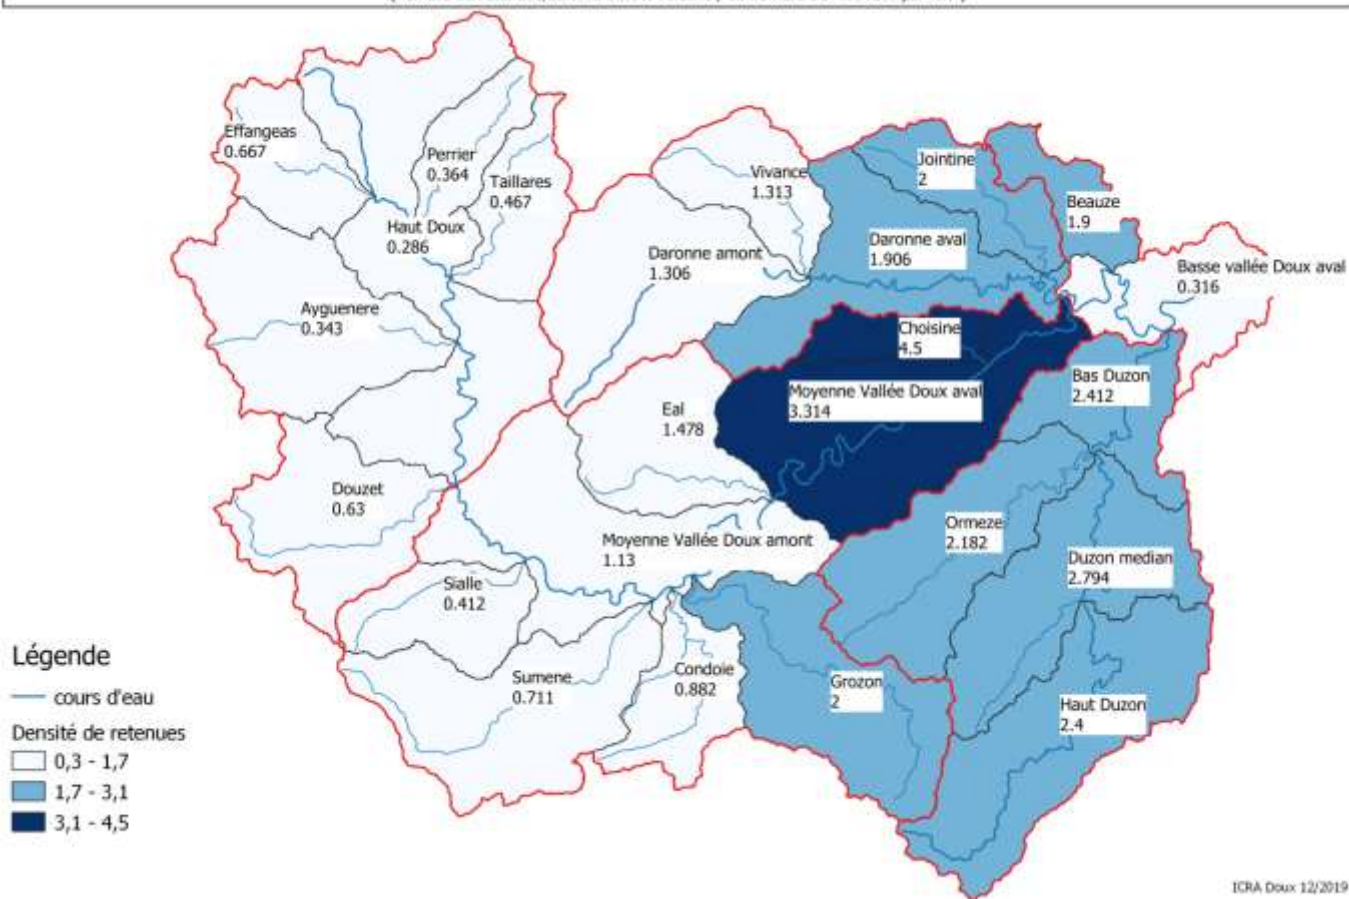 Effangeas
0.667
Perrier
0.364
Taillares
0.467
Haut Doux
0.286
Ayguenere
0.343
Douzet
0.63
Vivance
1.313
Daronne amont
1.306
Jointine
2
Beauze
1.9
Daronne aval
1.906
Basse vallée Doux aval
0.316
Choisine
4.5
Moyenne Vallée Doux aval
3.314
Bas Duzon
2.412
Eal
1.478
Ormeze
2.182
Moyenne Vallée Doux amont
1.13
Duzon median
2.794
Sialle
0.412
Sumene
0.711
Condoie
0.882
Grozon
2
Haut Duzon
2.4
Légende
cours d'eau
Densité de retenues
0,3 - 1,7
1,7 - 3,1
3,1 - 4,5
ICRA Doux 12/2019